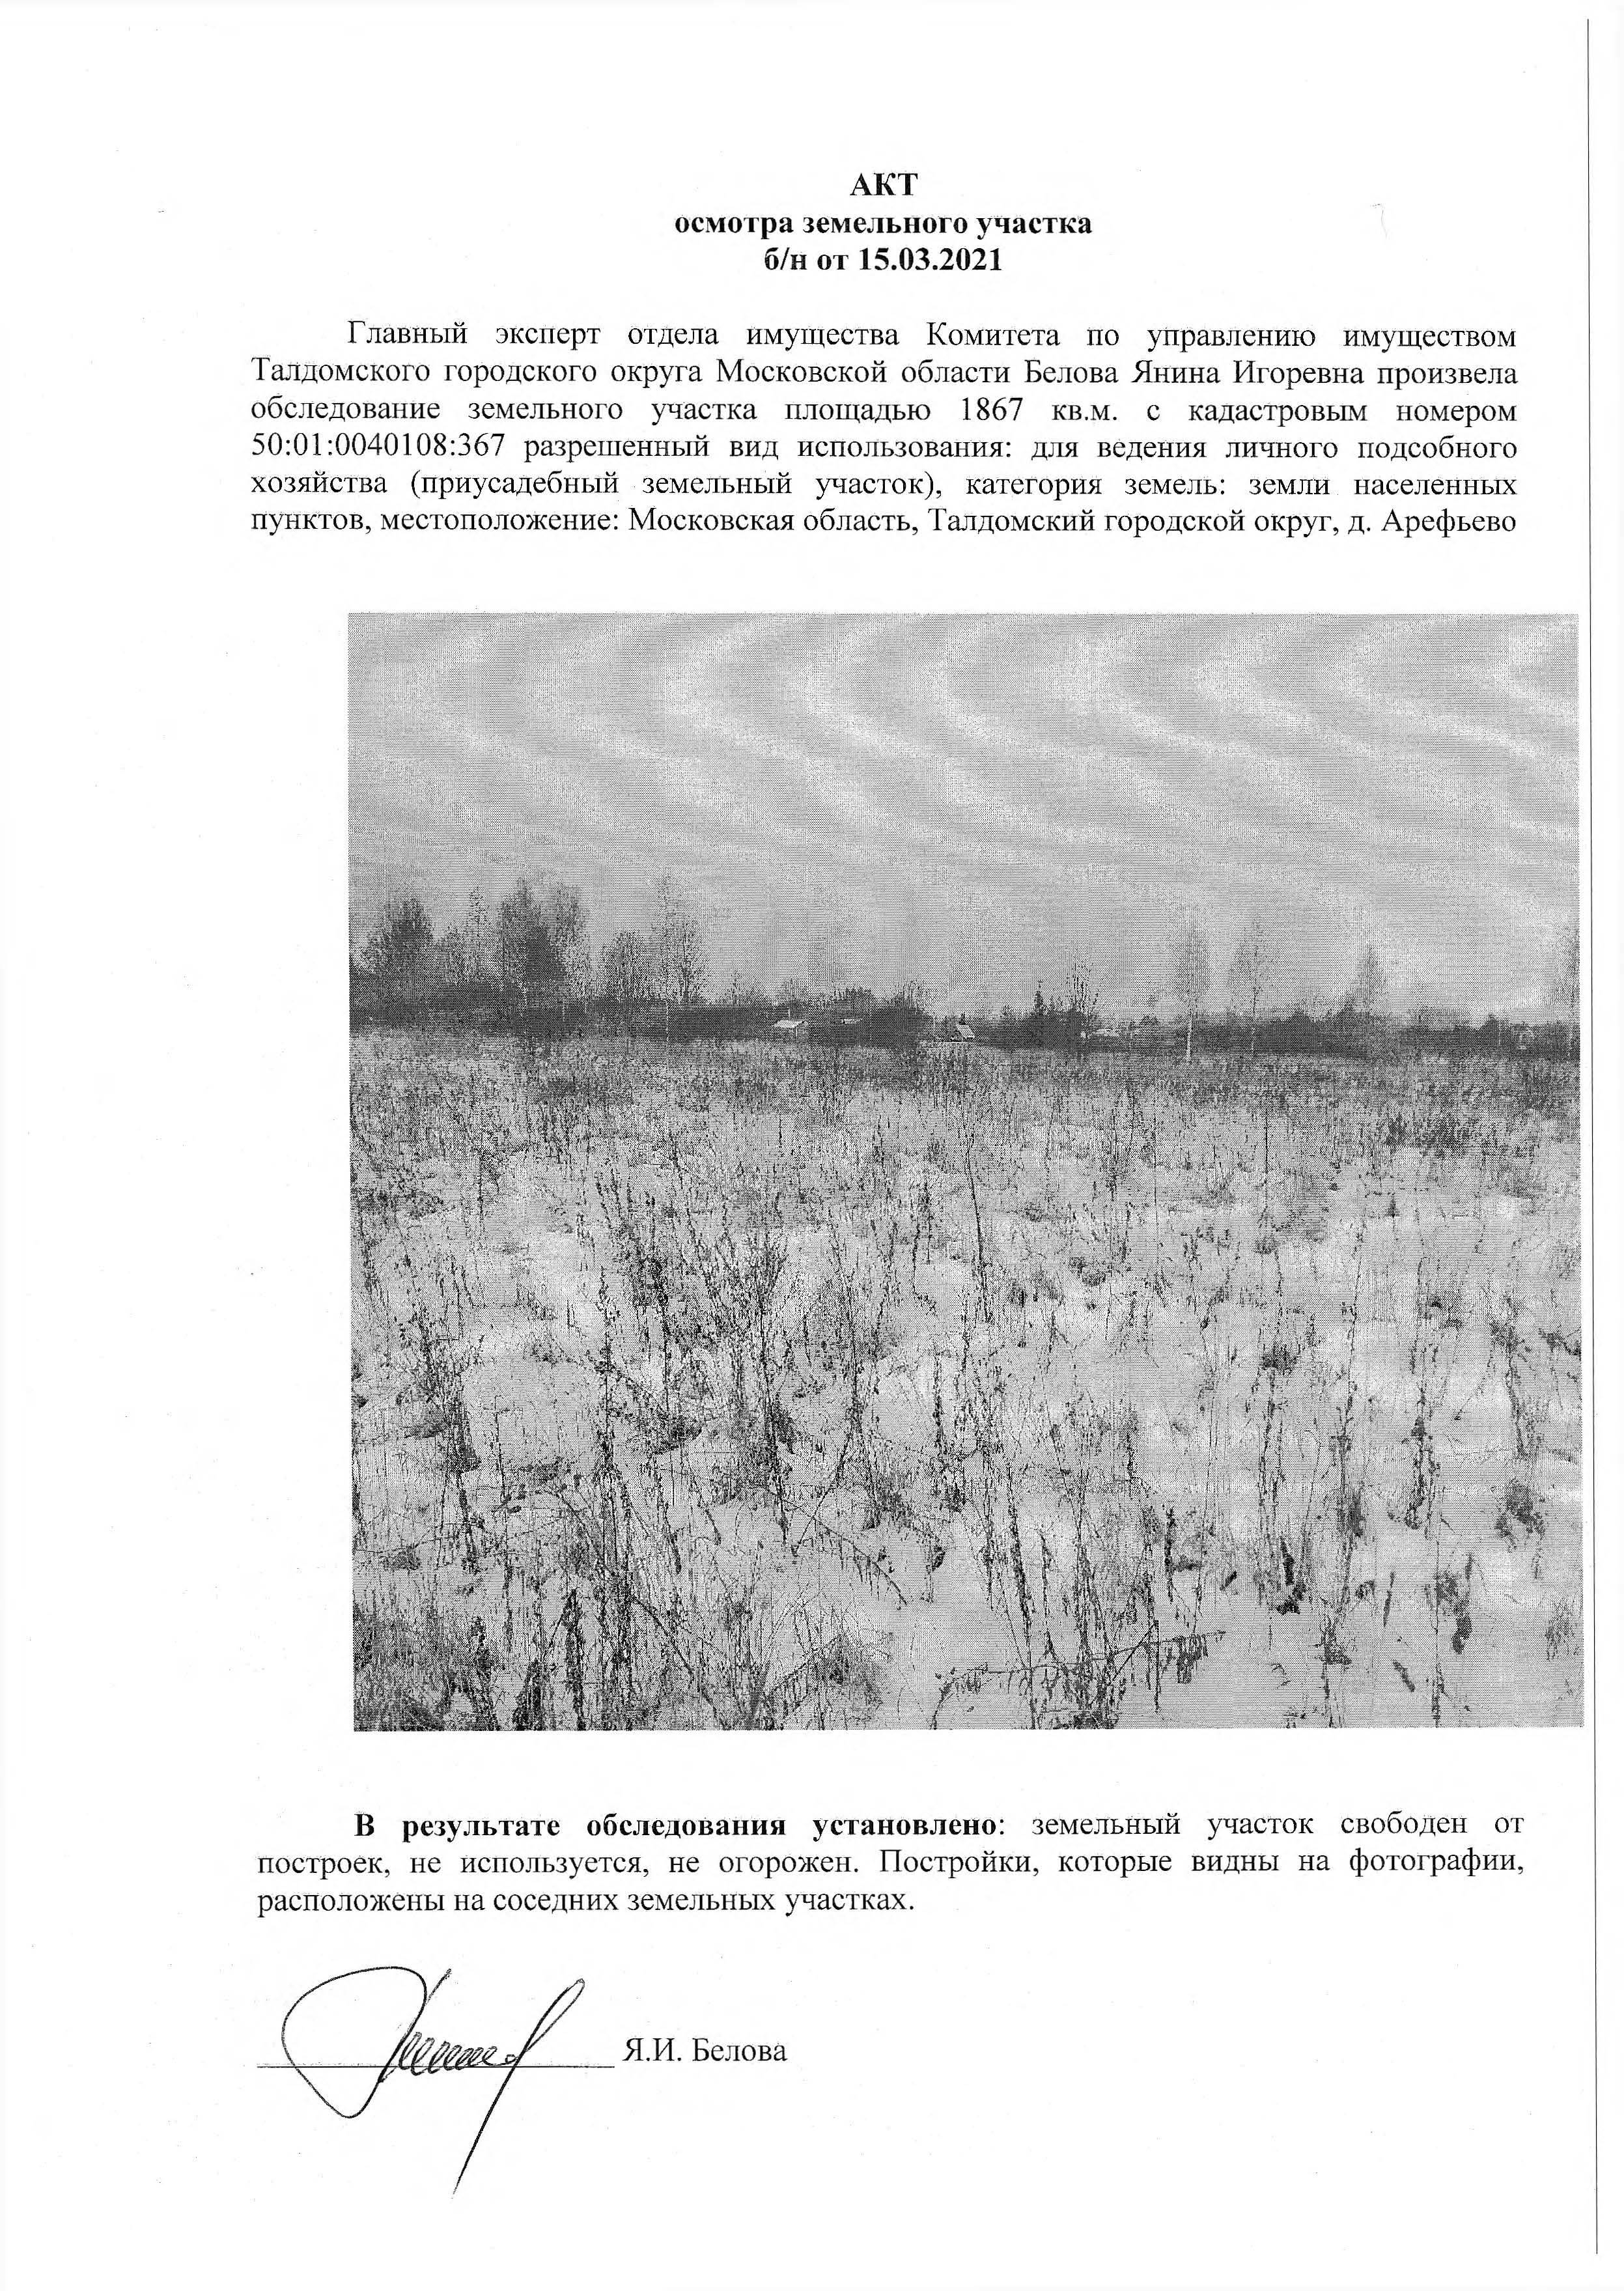 АКТ
осмотра земельного участка
б/н от 15.03.2021
Главный эксперт отдела имущества Комитета по управлению имуществом
Талдомского городского округа Московской области Белова Янина Игоревна произвела
обследование земельного участка площадью 1867 кв.м. с кадастровым номером
50:01:0040108:367 разрешенный вид использования: для ведения личного подсобного
хозяйства (приусадебный земельный участок), категория земель: земли населенных
пунктов, местоположение: Московская область, Талдомский городской округ, д. Арефьево
В результате обследования установлено: земельный участок свободен от
построек, не используется, не огорожен. Постройки, которые видны на фотографии,
расположены на соседних земельных участках.
Я.И. Белова